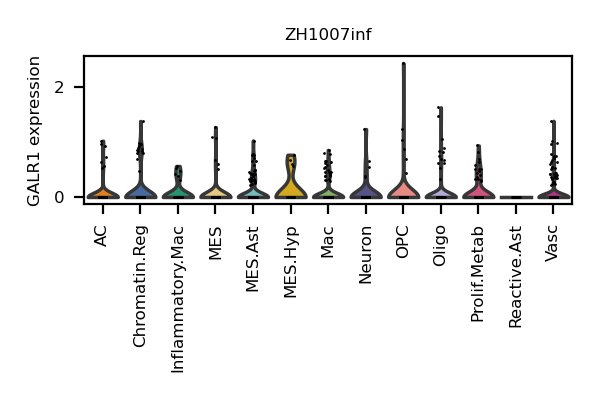 ZH1007inf
GALR1 expression
2
0
AC
Chromatin.Reg
Inflammatory.Mac
MES
MES.Ast
MES.Hyp
Mac
Neuron
OPC
Oligo
Prolif.Metab
Reactive.Ast
Vasc